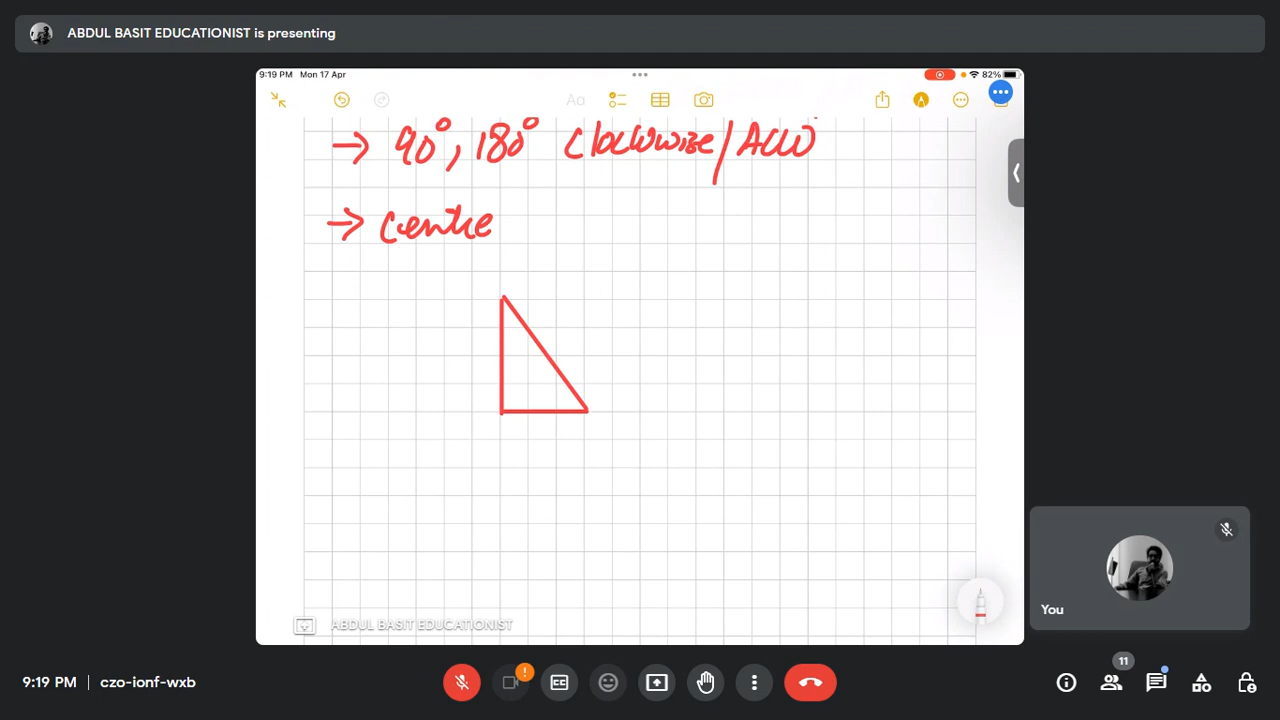 ABDUL BASIT EDUCATIONIST is presenting
9:19 PM Mon 17 Apr
82%
Aa
→ 90°, 180° Clockwise/ACW
→ Centre
ABDUL BASIT EDUCATIONIST
You
9:19 PM | czo-ionf-wxb
11